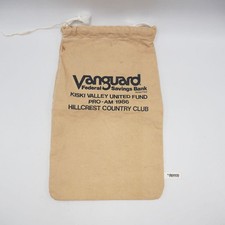 Vanguard
Federal Savings Bank
KISKI VALLEY UNITED FUND
PRO-AM 1986
HILLCREST COUNTRY CLUB